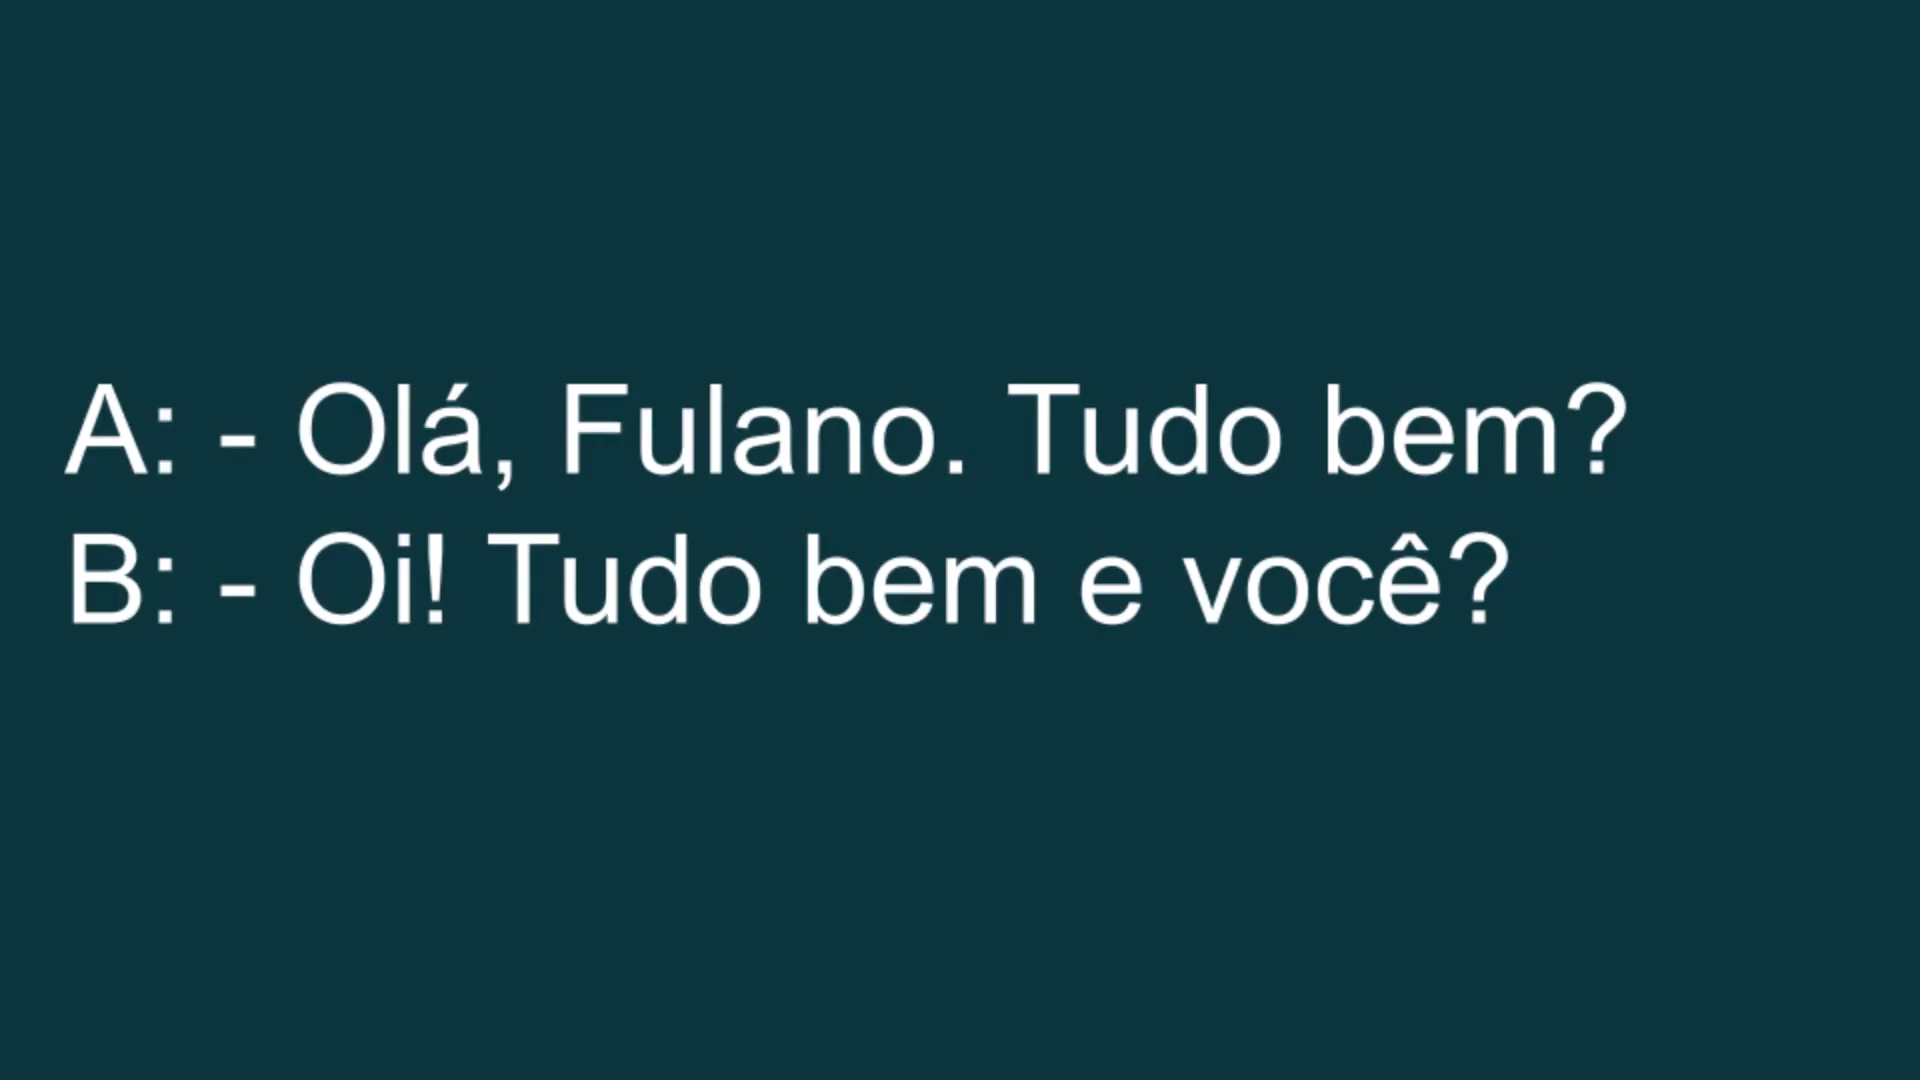 A: - Olá, Fulano. Tudo bem?
B: - Oi! Tudo bem e você?